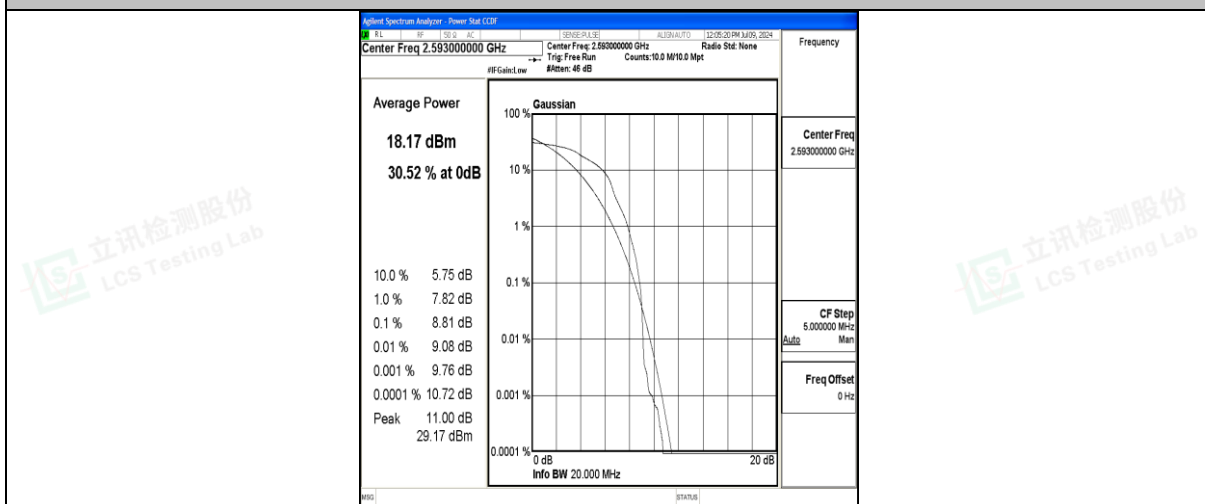 Agilent Spectrum Analyzer - Power Stat CCDF
RL RF 50 Ω AC SENSE:PULSE ALIGN AUTO 12:05:20 PM Jul 09, 2024
Center Freq 2.593000000 GHz
Center Freq: 2.593000000 GHz Radio Std: None
Trig: Free Run Counts:10.0 M/10.0 Mpt
#IFGain:Low #Atten: 46 dB
Frequency
Average Power
18.17 dBm
30.52 % at 0dB
10.0 % 5.75 dB
1.0 % 7.82 dB
0.1 % 8.81 dB
0.01 % 9.08 dB
0.001 % 9.76 dB
0.0001 % 10.72 dB
Peak 11.00 dB
29.17 dBm
Gaussian
100 %
10 %
1 %
0.1 %
0.01 %
0.001 %
0.0001 %
0 dB 20 dB
Info BW 20.000 MHz
Center Freq
2.593000000 GHz
CF Step
5.000000 MHz
Auto Man
Freq Offset
0 Hz
MSG STATUS
立讯检测股份
LCS Testing Lab
立讯检测股份
LCS Testing Lab